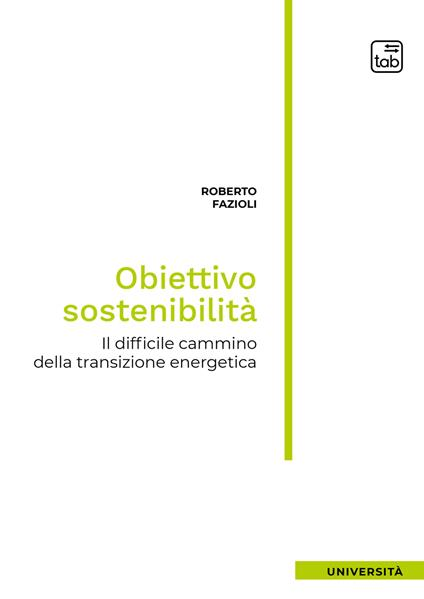 tab
ROBERTO
FAZIOLI
Obiettivo
sostenibilità
Il difficile cammino
della transizione energetica
UNIVERSITÀ